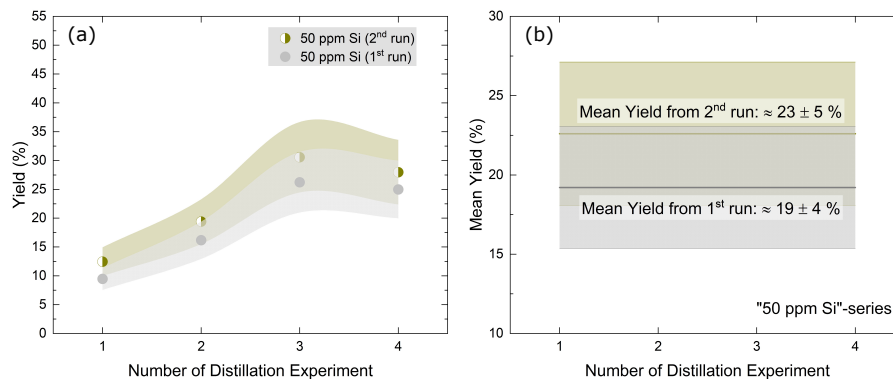 (a)
50 ppm Si (2nd run)
50 ppm Si (1st run)
55
50
45
40
35
30
25
20
15
10
5
0
Yield (%)
1 2 3 4
Number of Distillation Experiment
(b)
30
25
20
15
10
Mean Yield (%)
Mean Yield from 2nd run: ≈ 23 ± 5 %
Mean Yield from 1st run: ≈ 19 ± 4 %
"50 ppm Si"-series
1 2 3 4
Number of Distillation Experiment